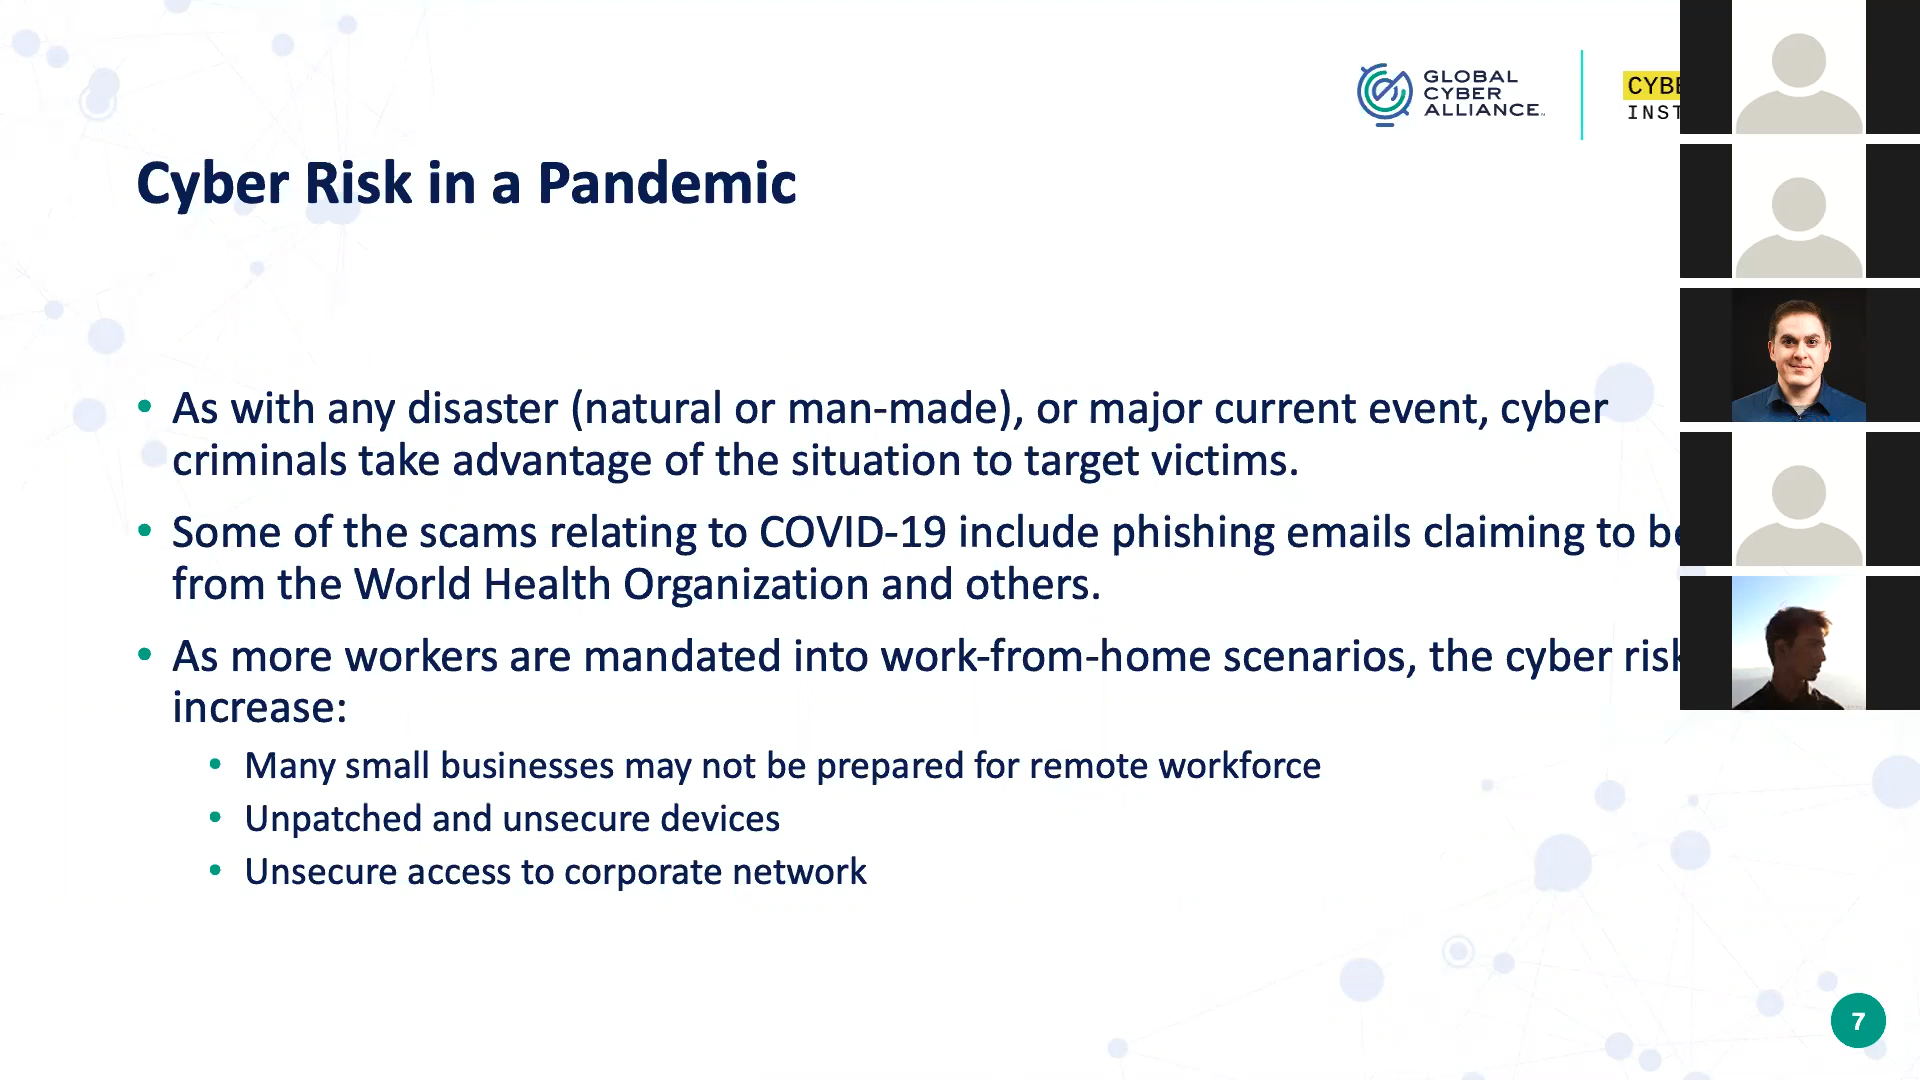 GLOBAL
CYBER
ALLIANCE
CYBE
INST
Cyber Risk in a Pandemic
• As with any disaster (natural or man-made), or major current event, cyber
criminals take advantage of the situation to target victims.
• Some of the scams relating to COVID-19 include phishing emails claiming to be
from the World Health Organization and others.
• As more workers are mandated into work-from-home scenarios, the cyber risk
increase:
• Many small businesses may not be prepared for remote workforce
• Unpatched and unsecure devices
• Unsecure access to corporate network
7